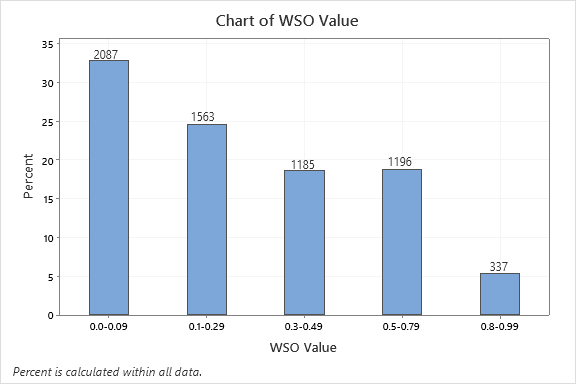 Chart of WSO Value
35
30
25
20
15
10
5
0
Percent
2087
1563
1185
1196
337
0.0-0.09 0.1-0.29 0.3-0.49 0.5-0.79 0.8-0.99
WSO Value
Percent is calculated within all data.